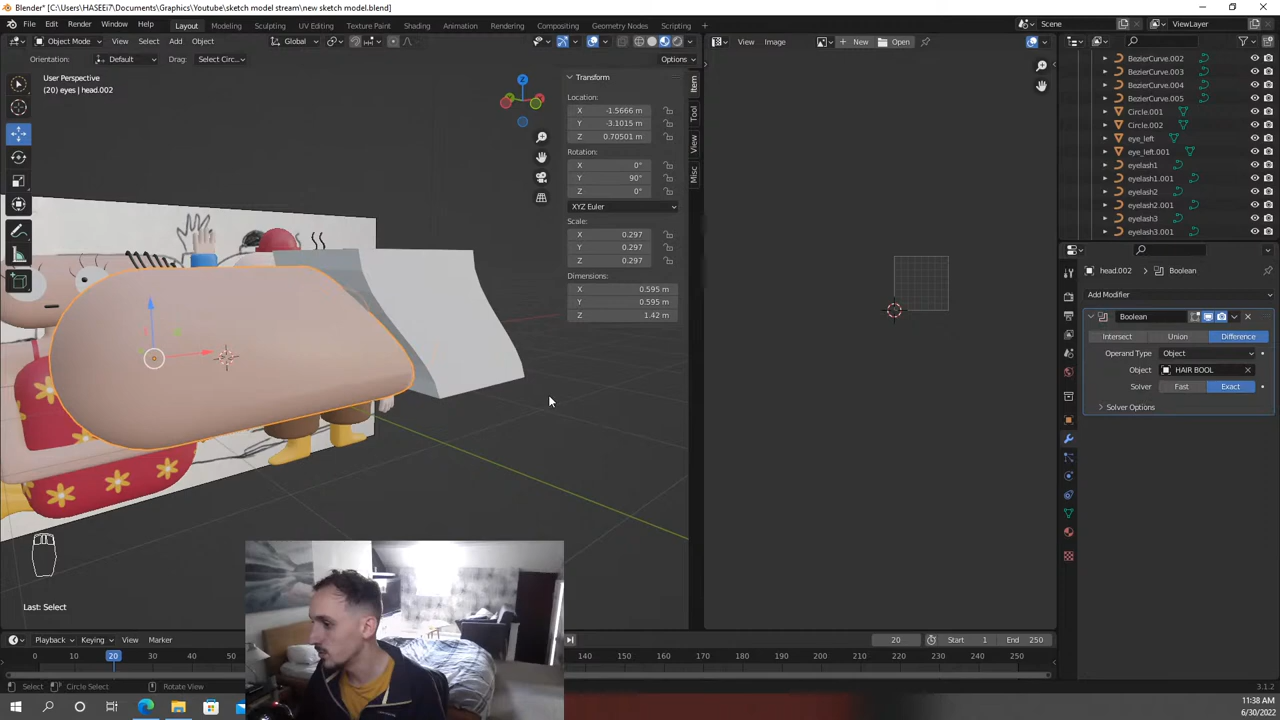 Blender* [C:\Users\HASEEi7\Documents\Graphics\Youtube\sketch model stream\new sketch model.blend]
File Edit Render Window Help Layout Modeling Sculpting UV Editing Texture Paint Shading Animation Rendering Compositing Geometry Nodes Scripting Scene ViewLayer
Object Mode View Select Add Object Global View Image New Open
Orientation: Default Drag: Select Circ... Options
User Perspective
(20) eyes | head.002
Transform
Location:
X -1.5666 m
Y -3.1015 m
Z 0.70501 m
Rotation:
X 0°
Y 90°
Z 0°
XYZ Euler
Scale:
X 0.297
Y 0.297
Z 0.297
Dimensions:
X 0.595 m
Y 0.595 m
Z 1.42 m
Item
Tool
View
Misc
BezierCurve.002
BezierCurve.003
BezierCurve.004
BezierCurve.005
Circle.001
Circle.002
eye_left
eye_left.001
eyelash1
eyelash1.001
eyelash2
eyelash2.001
eyelash3
eyelash3.001
head.002 Boolean
Add Modifier
Boolean
Intersect Union Difference
Operand Type Object
Object HAIR BOOL
Solver Fast Exact
Solver Options
Last: Select
Playback Keying View Marker 20 Start 1 End 250
0 10 20 30 40 50 140 150 160 170 180 190 200 210 220 230 240 250
Select Circle Select Rotate View 3.1.2
11:38 AM
6/30/2022